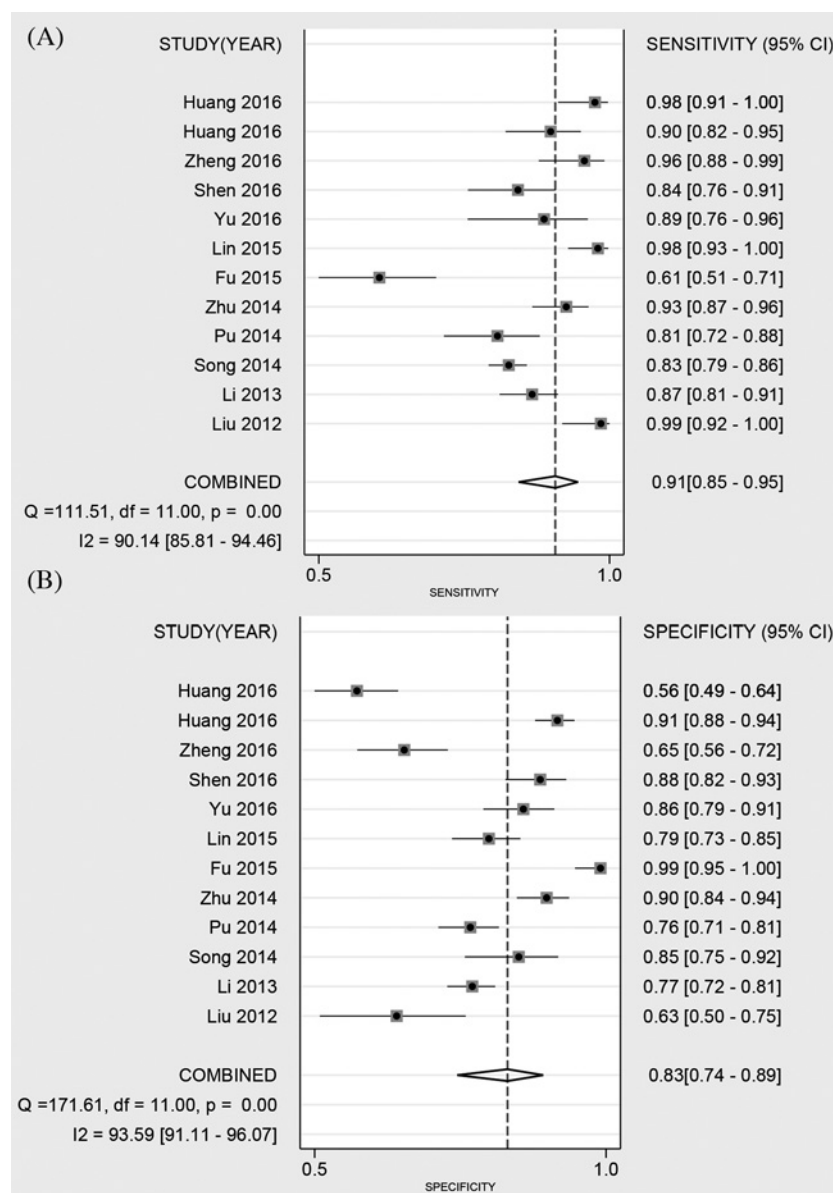 (A)
STUDY(YEAR) SENSITIVITY (95% CI)
Huang 2016 0.98 [0.91 - 1.00]
Huang 2016 0.90 [0.82 - 0.95]
Zheng 2016 0.96 [0.88 - 0.99]
Shen 2016 0.84 [0.76 - 0.91]
Yu 2016 0.89 [0.76 - 0.96]
Lin 2015 0.98 [0.93 - 1.00]
Fu 2015 0.61 [0.51 - 0.71]
Zhu 2014 0.93 [0.87 - 0.96]
Pu 2014 0.81 [0.72 - 0.88]
Song 2014 0.83 [0.79 - 0.86]
Li 2013 0.87 [0.81 - 0.91]
Liu 2012 0.99 [0.92 - 1.00]
COMBINED 0.91[0.85 - 0.95]
Q =111.51, df = 11.00, p = 0.00
I2 = 90.14 [85.81 - 94.46]
0.5 1.0
SENSITIVITY
(B)
STUDY(YEAR) SPECIFICITY (95% CI)
Huang 2016 0.56 [0.49 - 0.64]
Huang 2016 0.91 [0.88 - 0.94]
Zheng 2016 0.65 [0.56 - 0.72]
Shen 2016 0.88 [0.82 - 0.93]
Yu 2016 0.86 [0.79 - 0.91]
Lin 2015 0.79 [0.73 - 0.85]
Fu 2015 0.99 [0.95 - 1.00]
Zhu 2014 0.90 [0.84 - 0.94]
Pu 2014 0.76 [0.71 - 0.81]
Song 2014 0.85 [0.75 - 0.92]
Li 2013 0.77 [0.72 - 0.81]
Liu 2012 0.63 [0.50 - 0.75]
COMBINED 0.83[0.74 - 0.89]
Q =171.61, df = 11.00, p = 0.00
I2 = 93.59 [91.11 - 96.07]
0.5 1.0
SPECIFICITY